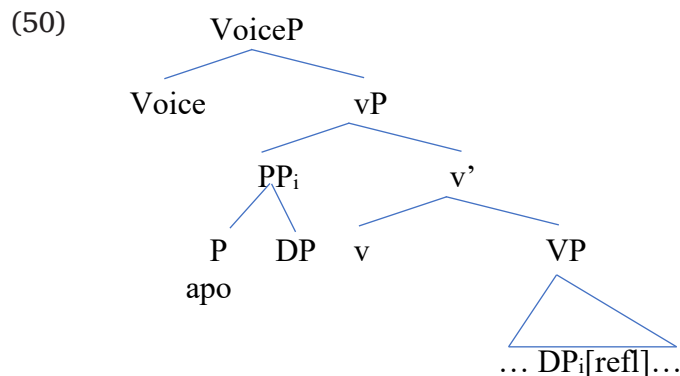 (50)
VoiceP
Voice vP
PPi v’
P DP v VP
apo
… DPi[refl]…